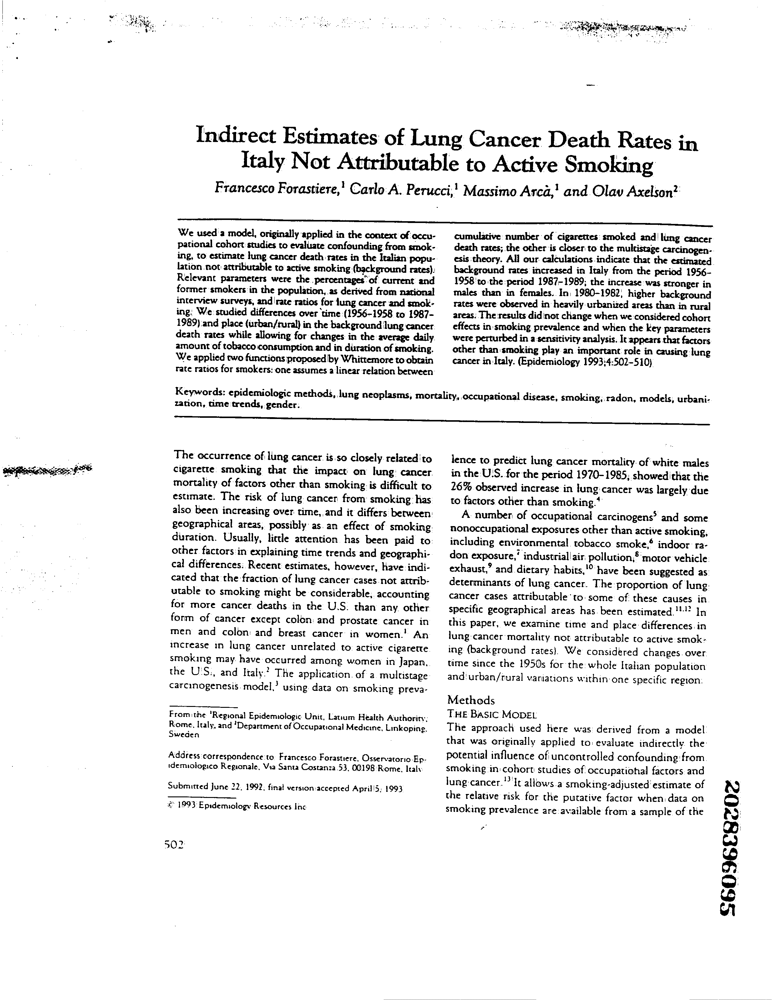 Indirect Estimates of Lung Cancer Death Rates in
Italy Not Attributable to Active Smoking
Francesco Forastiere,¹ Carlo A. Perucci,¹ Massimo Arcà,¹ and Olav Axelson²
We used a model, originally applied in the context of occu-
pational cohort studies to evaluate confounding from smok-
ing, to estimate lung cancer death rates in the Italian popu-
lation not attributable to active smoking (background rates).
Relevant parameters were the percentages of current and
former smokers in the population, as derived from national
interview surveys, and rate ratios for lung cancer and smok-
ing. We studied differences over time (1956–1958 to 1987–
1989) and place (urban/rural) in the background lung cancer
death rates while allowing for changes in the average daily
amount of tobacco consumption and in duration of smoking.
We applied two functions proposed by Whittemore to obtain
rate ratios for smokers: one assumes a linear relation between
cumulative number of cigarettes smoked and lung cancer
death rates; the other is closer to the multistage carcinogen-
esis theory. All our calculations indicate that the estimated
background rates increased in Italy from the period 1956–
1958 to the period 1987–1989; the increase was stronger in
males than in females. In 1980–1982, higher background
rates were observed in heavily urbanized areas than in rural
areas. The results did not change when we considered cohort
effects in smoking prevalence and when the key parameters
were perturbed in a sensitivity analysis. It appears that factors
other than smoking play an important role in causing lung
cancer in Italy. (Epidemiology 1993;4:502–510)
Keywords: epidemiologic methods, lung neoplasms, mortality, occupational disease, smoking, radon, models, urbani-
zation, time trends, gender.
The occurrence of lung cancer is so closely related to
cigarette smoking that the impact on lung cancer
mortality of factors other than smoking is difficult to
estimate. The risk of lung cancer from smoking has
also been increasing over time, and it differs between
geographical areas, possibly as an effect of smoking
duration. Usually, little attention has been paid to
other factors in explaining time trends and geographi-
cal differences. Recent estimates, however, have indi-
cated that the fraction of lung cancer cases not attrib-
utable to smoking might be considerable, accounting
for more cancer deaths in the U.S. than any other
form of cancer except colon and prostate cancer in
men and colon and breast cancer in women.¹ An
increase in lung cancer unrelated to active cigarette
smoking may have occurred among women in Japan,
the U.S., and Italy.² The application of a multistage
carcinogenesis model,³ using data on smoking preva-
From the ¹Regional Epidemiologic Unit, Latium Health Authority,
Rome, Italy, and ²Department of Occupational Medicine, Linkoping,
Sweden
Address correspondence to Francesco Forastiere, Osservatorio Ep-
idemiologico Regionale, Via Santa Costanza 53, 00198 Rome, Italy
Submitted June 22, 1992, final version accepted April 5, 1993
© 1993 Epidemiology Resources Inc
502
lence to predict lung cancer mortality of white males
in the U.S. for the period 1970–1985, showed that the
26% observed increase in lung cancer was largely due
to factors other than smoking.⁴
A number of occupational carcinogens⁵ and some
nonoccupational exposures other than active smoking,
including environmental tobacco smoke,⁶ indoor ra-
don exposure,⁷ industrial air pollution,⁸ motor vehicle
exhaust,⁹ and dietary habits,¹⁰ have been suggested as
determinants of lung cancer. The proportion of lung
cancer cases attributable to some of these causes in
specific geographical areas has been estimated.¹¹,¹² In
this paper, we examine time and place differences in
lung cancer mortality not attributable to active smok-
ing (background rates). We considered changes over
time since the 1950s for the whole Italian population
and urban/rural variations within one specific region.
Methods
THE BASIC MODEL
The approach used here was derived from a model
that was originally applied to evaluate indirectly the
potential influence of uncontrolled confounding from
smoking in cohort studies of occupational factors and
lung cancer.¹³ It allows a smoking-adjusted estimate of
the relative risk for the putative factor when data on
smoking prevalence are available from a sample of the
2028396095